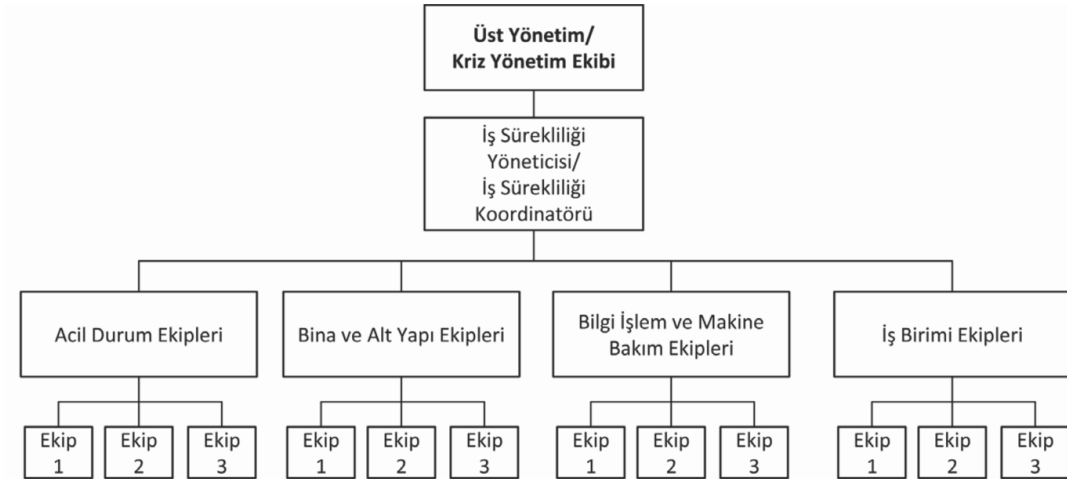 Üst Yönetim/
Kriz Yönetim Ekibi
İş Sürekliliği
Yöneticisi/
İş Sürekliliği
Koordinatörü
Acil Durum Ekipleri
Bina ve Alt Yapı Ekipleri
Bilgi İşlem ve Makine
Bakım Ekipleri
İş Birimi Ekipleri
Ekip
1
Ekip
2
Ekip
3
Ekip
1
Ekip
2
Ekip
3
Ekip
1
Ekip
2
Ekip
3
Ekip
1
Ekip
2
Ekip
3